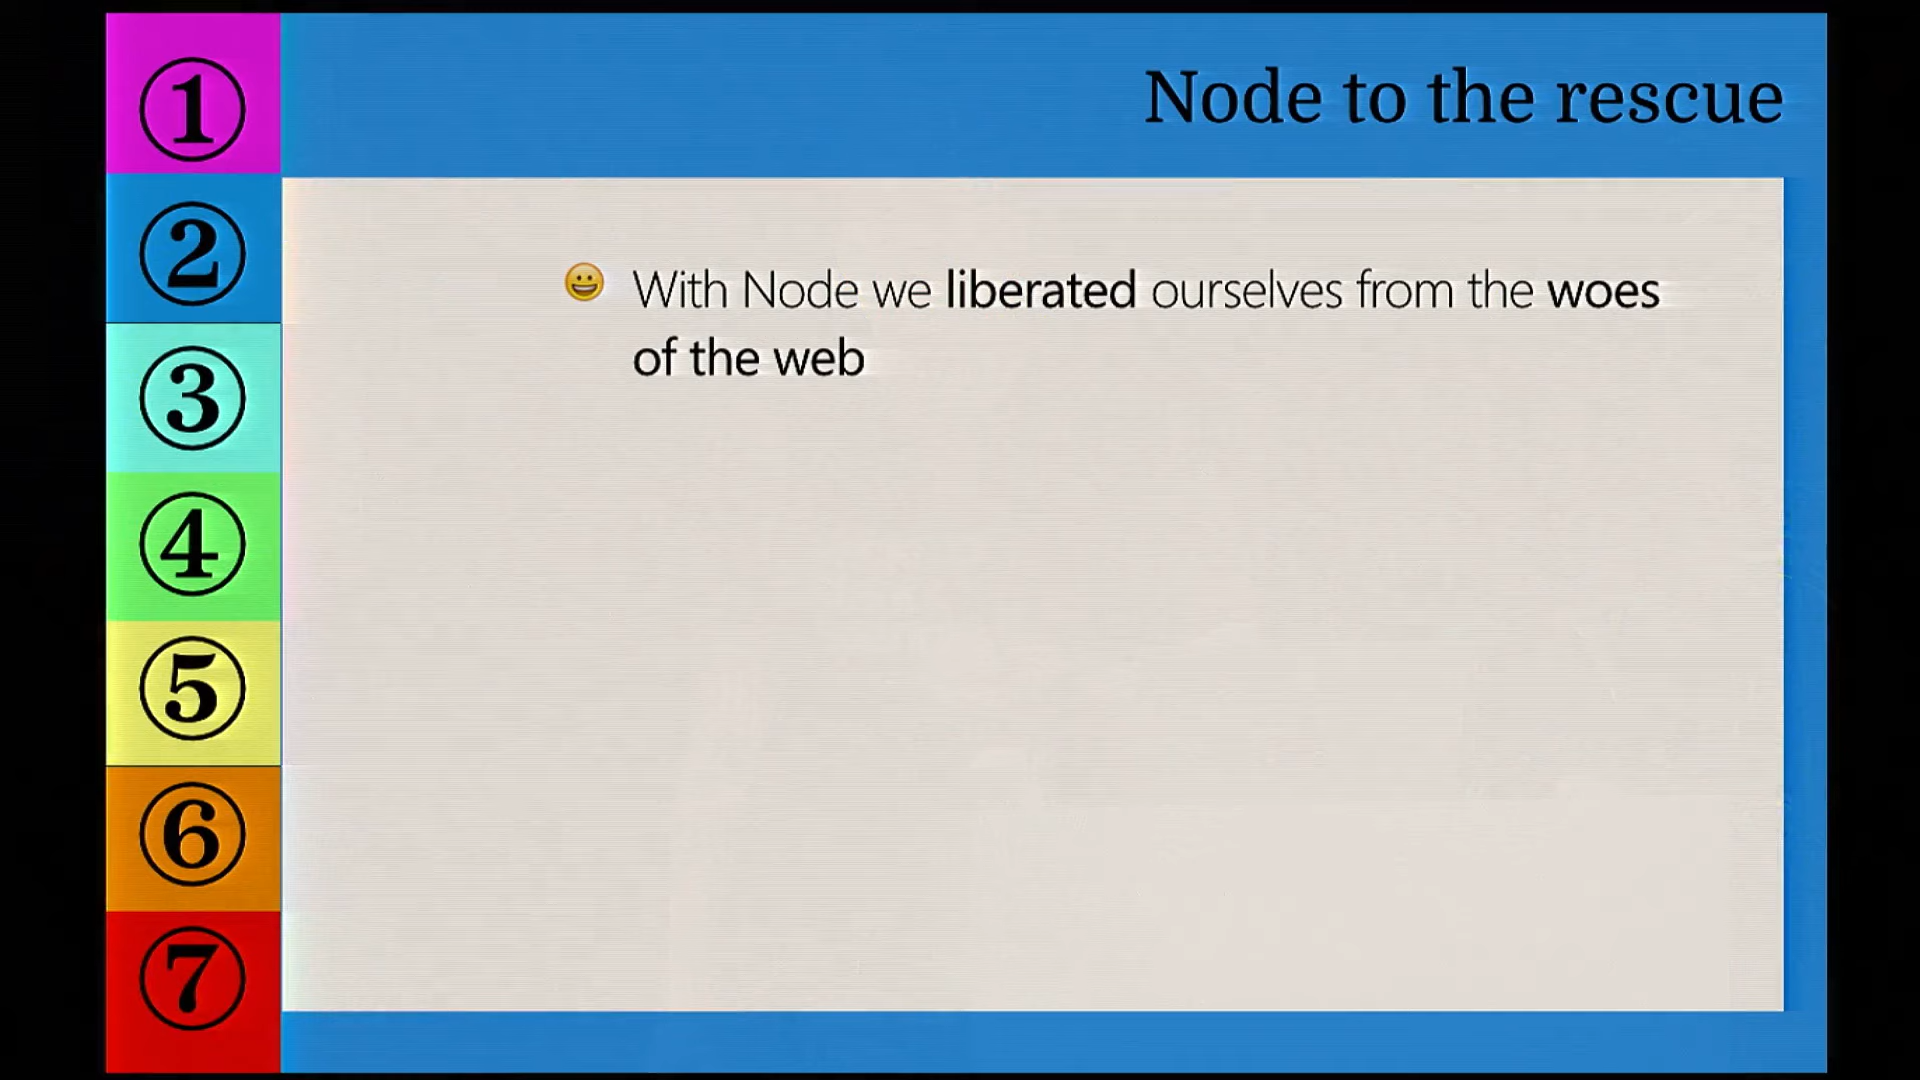 Node to the rescue
①
②
③
④
⑤
⑥
⑦
😀 With Node we liberated ourselves from the woes
of the web